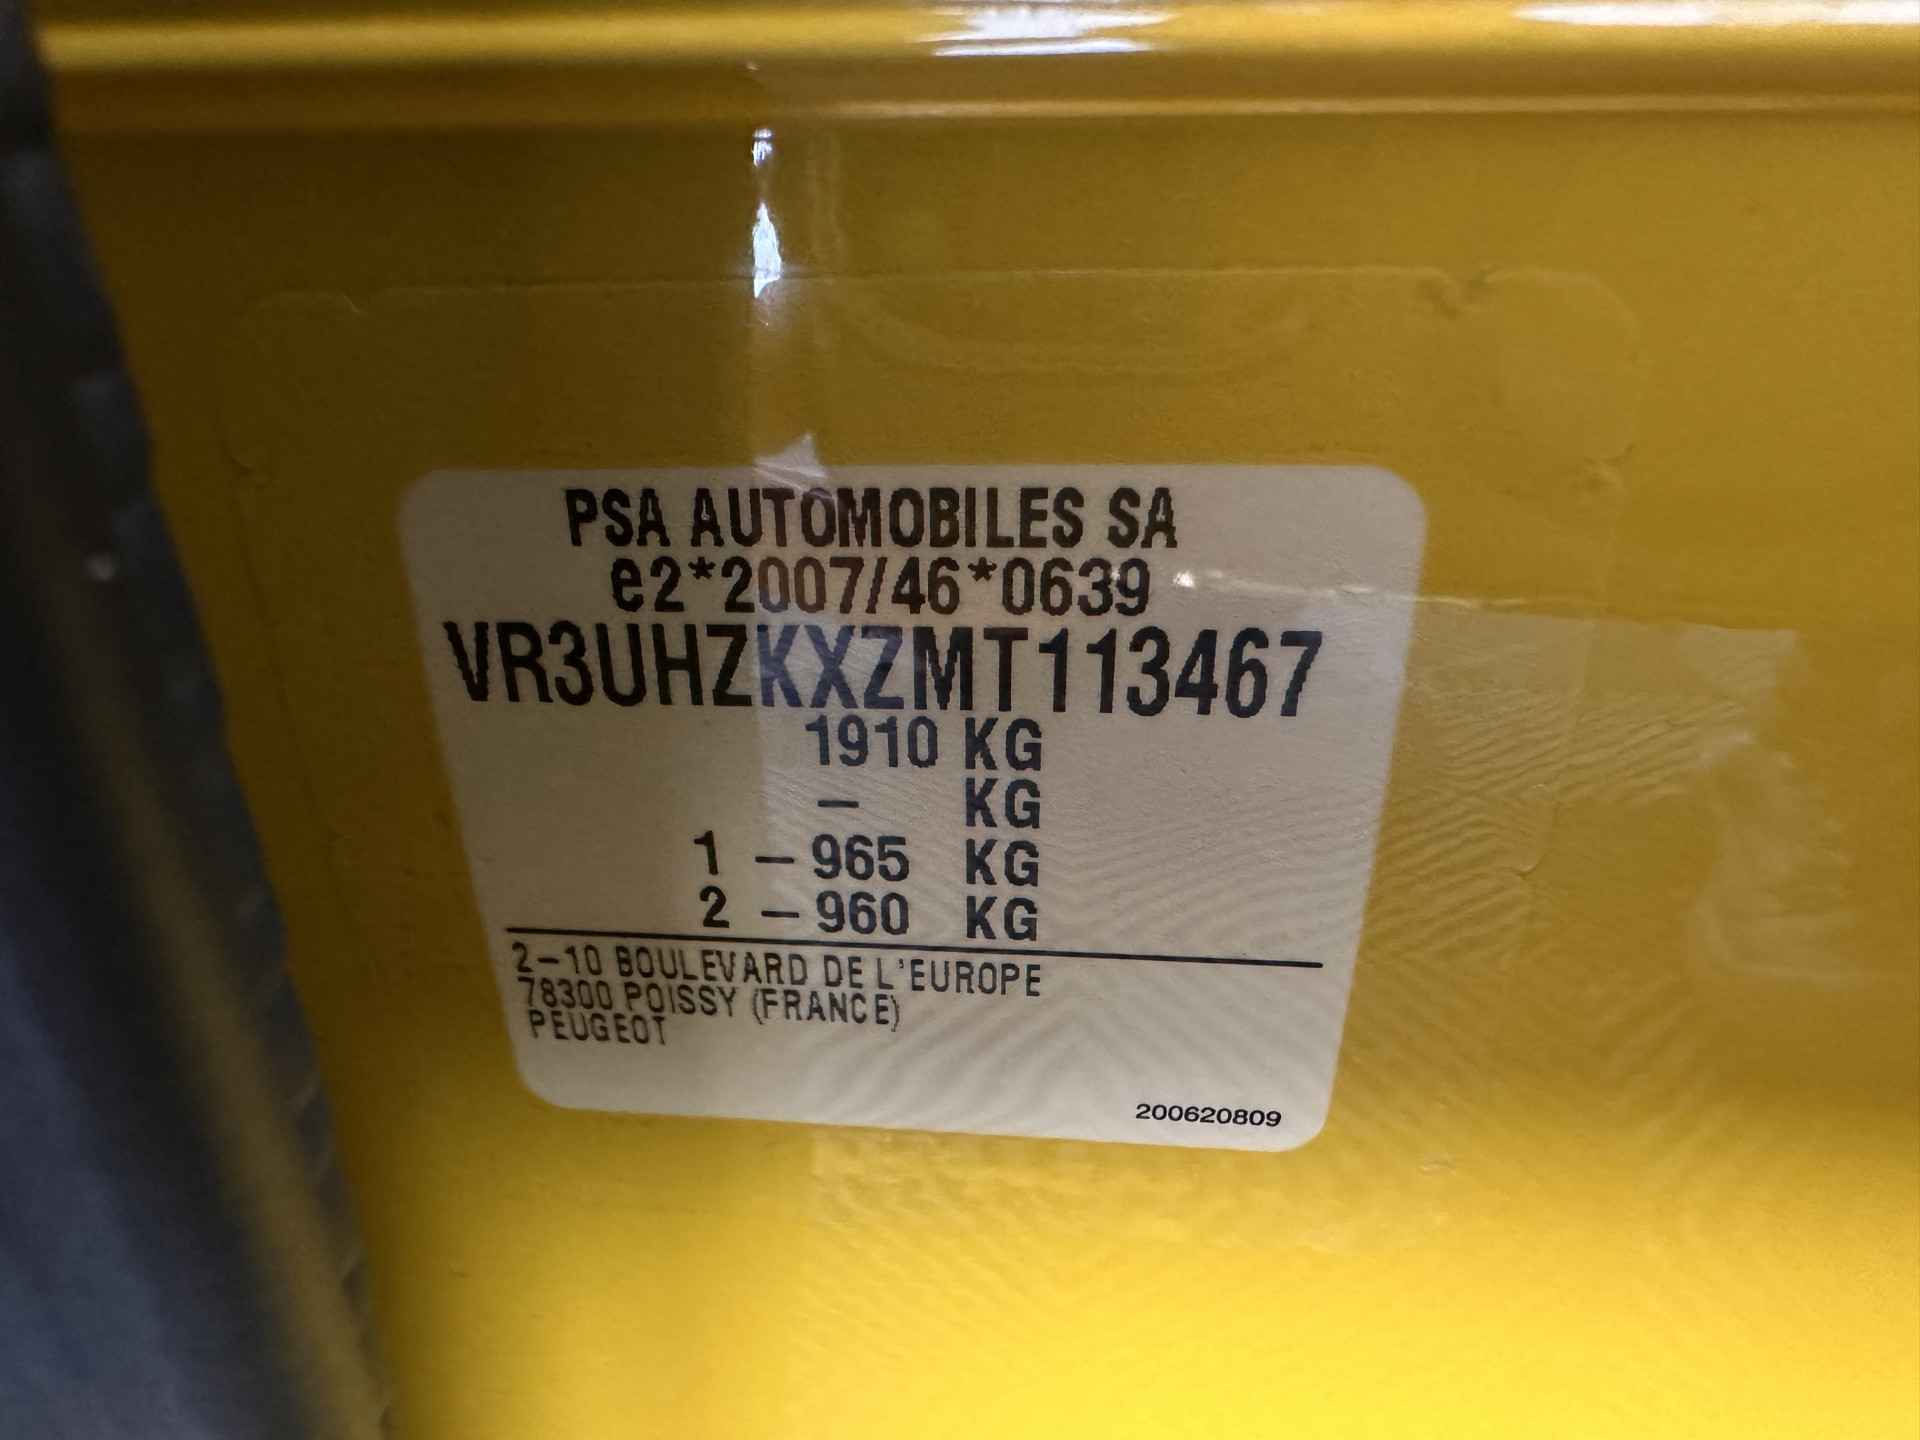 PSA AUTOMOBILES SA
e2*2007/46*0639
VR3UHZKXZMT113467
1910 KG
– KG
1 – 965 KG
2 – 960 KG
2–10 BOULEVARD DE L'EUROPE
78300 POISSY (FRANCE)
PEUGEOT
200620809